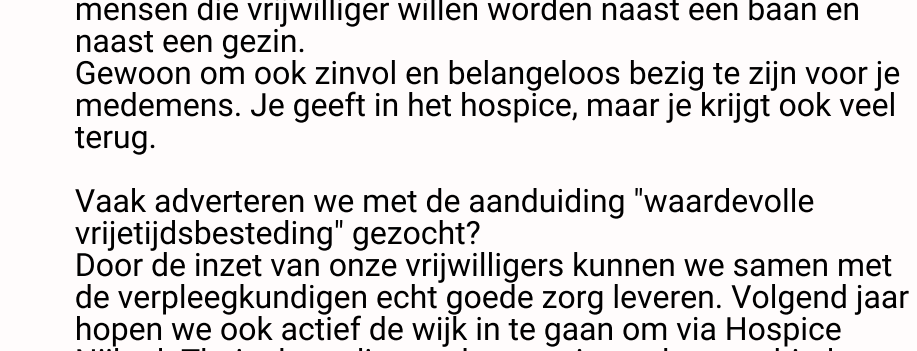 mensen die vrijwilliger willen worden naast een baan en
naast een gezin.
Gewoon om ook zinvol en belangeloos bezig te zijn voor je
medemens. Je geeft in het hospice, maar je krijgt ook veel
terug.

Vaak adverteren we met de aanduiding "waardevolle
vrijetijdsbesteding" gezocht?
Door de inzet van onze vrijwilligers kunnen we samen met
de verpleegkundigen echt goede zorg leveren. Volgend jaar
hopen we ook actief de wijk in te gaan om via Hospice